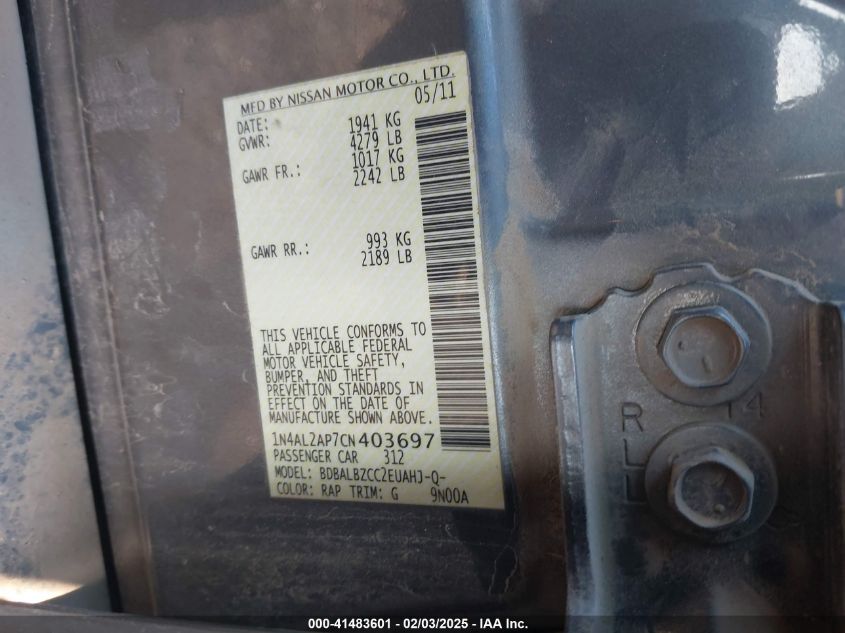 MFD BY NISSAN MOTOR CO., LTD.
DATE: 05/11
GVWR: 1941 KG
4279 LB
GAWR FR.: 1017 KG
2242 LB
GAWR RR.: 993 KG
2189 LB
THIS VEHICLE CONFORMS TO
ALL APPLICABLE FEDERAL
MOTOR VEHICLE SAFETY,
BUMPER, AND THEFT
PREVENTION STANDARDS IN
EFFECT ON THE DATE OF
MANUFACTURE SHOWN ABOVE.
1N4AL2AP7CN403697
PASSENGER CAR 312
MODEL: BDBALBZCC2EUAHJ-Q-
COLOR: RAP TRIM: G 9N00A
R 14
L
L
000-41483601 - 02/03/2025 - IAA Inc.